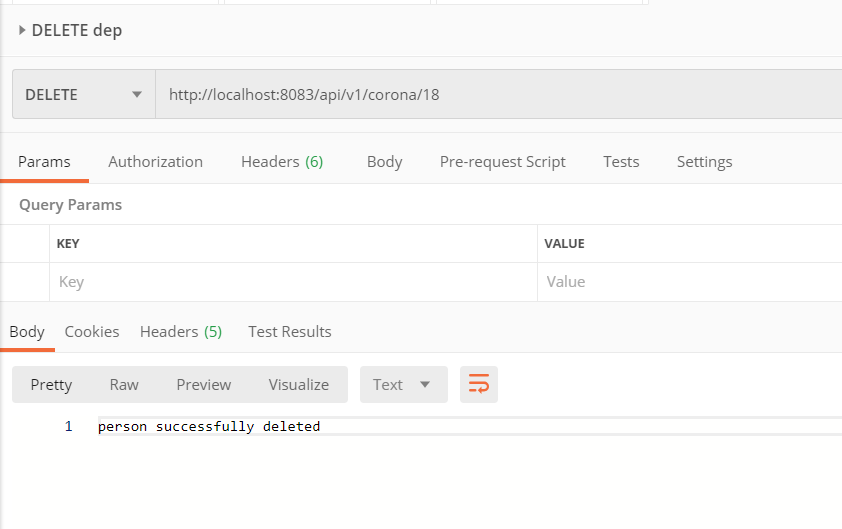 DELETE dep
DELETE http://localhost:8083/api/v1/corona/18
Params Authorization Headers (6) Body Pre-request Script Tests Settings
Query Params
KEY VALUE
Key Value
Body Cookies Headers (5) Test Results
Pretty Raw Preview Visualize Text
1 person successfully deleted